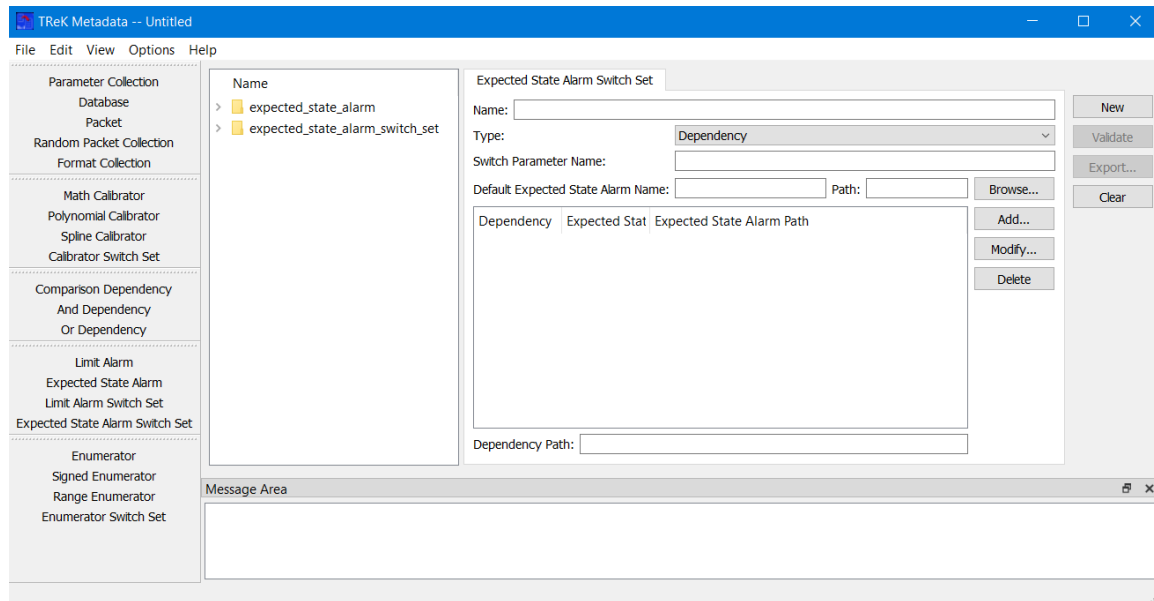 TReK Metadata -- Untitled
File Edit View Options Help
Parameter Collection
Database
Packet
Random Packet Collection
Format Collection
Math Calibrator
Polynomial Calibrator
Spline Calibrator
Calibrator Switch Set
Comparison Dependency
And Dependency
Or Dependency
Limit Alarm
Expected State Alarm
Limit Alarm Switch Set
Expected State Alarm Switch Set
Enumerator
Signed Enumerator
Range Enumerator
Enumerator Switch Set
Name
expected_state_alarm
expected_state_alarm_switch_set
Expected State Alarm Switch Set
Name:
Type: Dependency
Switch Parameter Name:
Default Expected State Alarm Name: Path: Browse...
Dependency Expected Stat Expected State Alarm Path
Add...
Modify...
Delete
Dependency Path:
New
Validate
Export...
Clear
Message Area